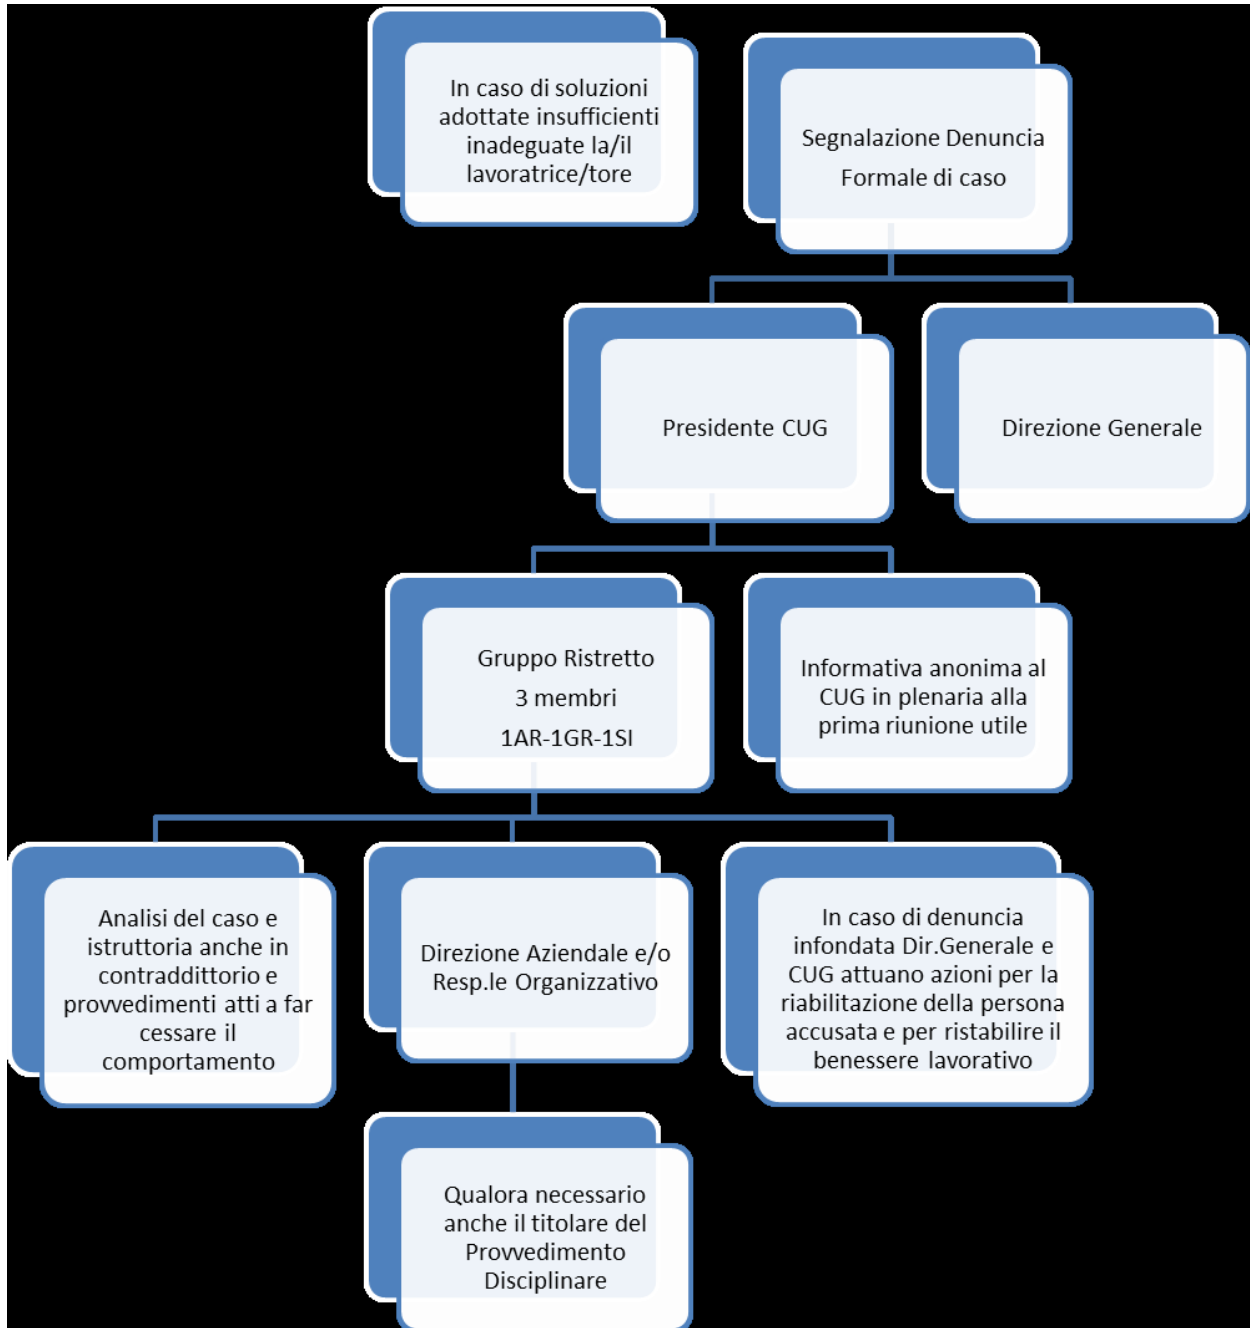 In caso di soluzioni
adottate insufficienti
inadeguate la/il
lavoratrice/tore
Segnalazione Denuncia
Formale di caso
Presidente CUG
Direzione Generale
Gruppo Ristretto
3 membri
1AR-1GR-1SI
Informativa anonima al
CUG in plenaria alla
prima riunione utile
Analisi del caso e
istruttoria anche in
contraddittorio e
provvedimenti atti a far
cessare il
comportamento
Direzione Aziendale e/o
Resp.le Organizzativo
In caso di denuncia
infondata Dir.Generale e
CUG attuano azioni per la
riabilitazione della persona
accusata e per ristabilire il
benessere lavorativo
Qualora necessario
anche il titolare del
Provvedimento
Disciplinare